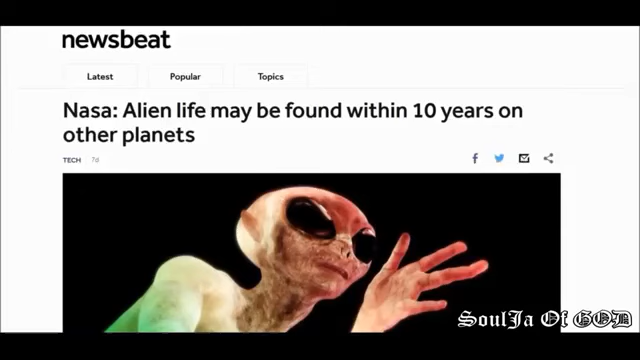 newsbeat
Latest Popular Topics
Nasa: Alien life may be found within 10 years on
other planets
TECH 7d
SoulJa Of GOD